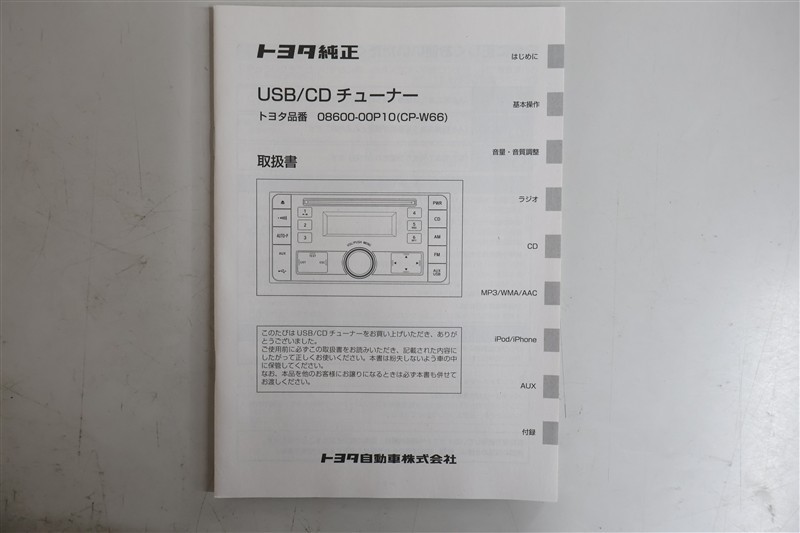 トヨタ純正
USB/CD チューナー
トヨタ品番 08600-00P10(CP-W66)
取扱書
PWR
CD
AM
FM
AUX
USB
1
2
3
4
5
6
AUTO-P
AUX
このたびは USB/CD チューナーをお買い上げいただき、ありが
とうございました。
ご使用前に必ずこの取扱書をお読みいただき、記載された内容に
したがって正しくお使いください。本書は紛失しないよう車の中
に保管してください。
なお、本品を他のお客様にお譲りになるときは必ず本書も併せて
お渡しください。
トヨタ自動車株式会社
はじめに
基本操作
音量・音質調整
ラジオ
CD
MP3/WMA/AAC
iPod/iPhone
AUX
付録